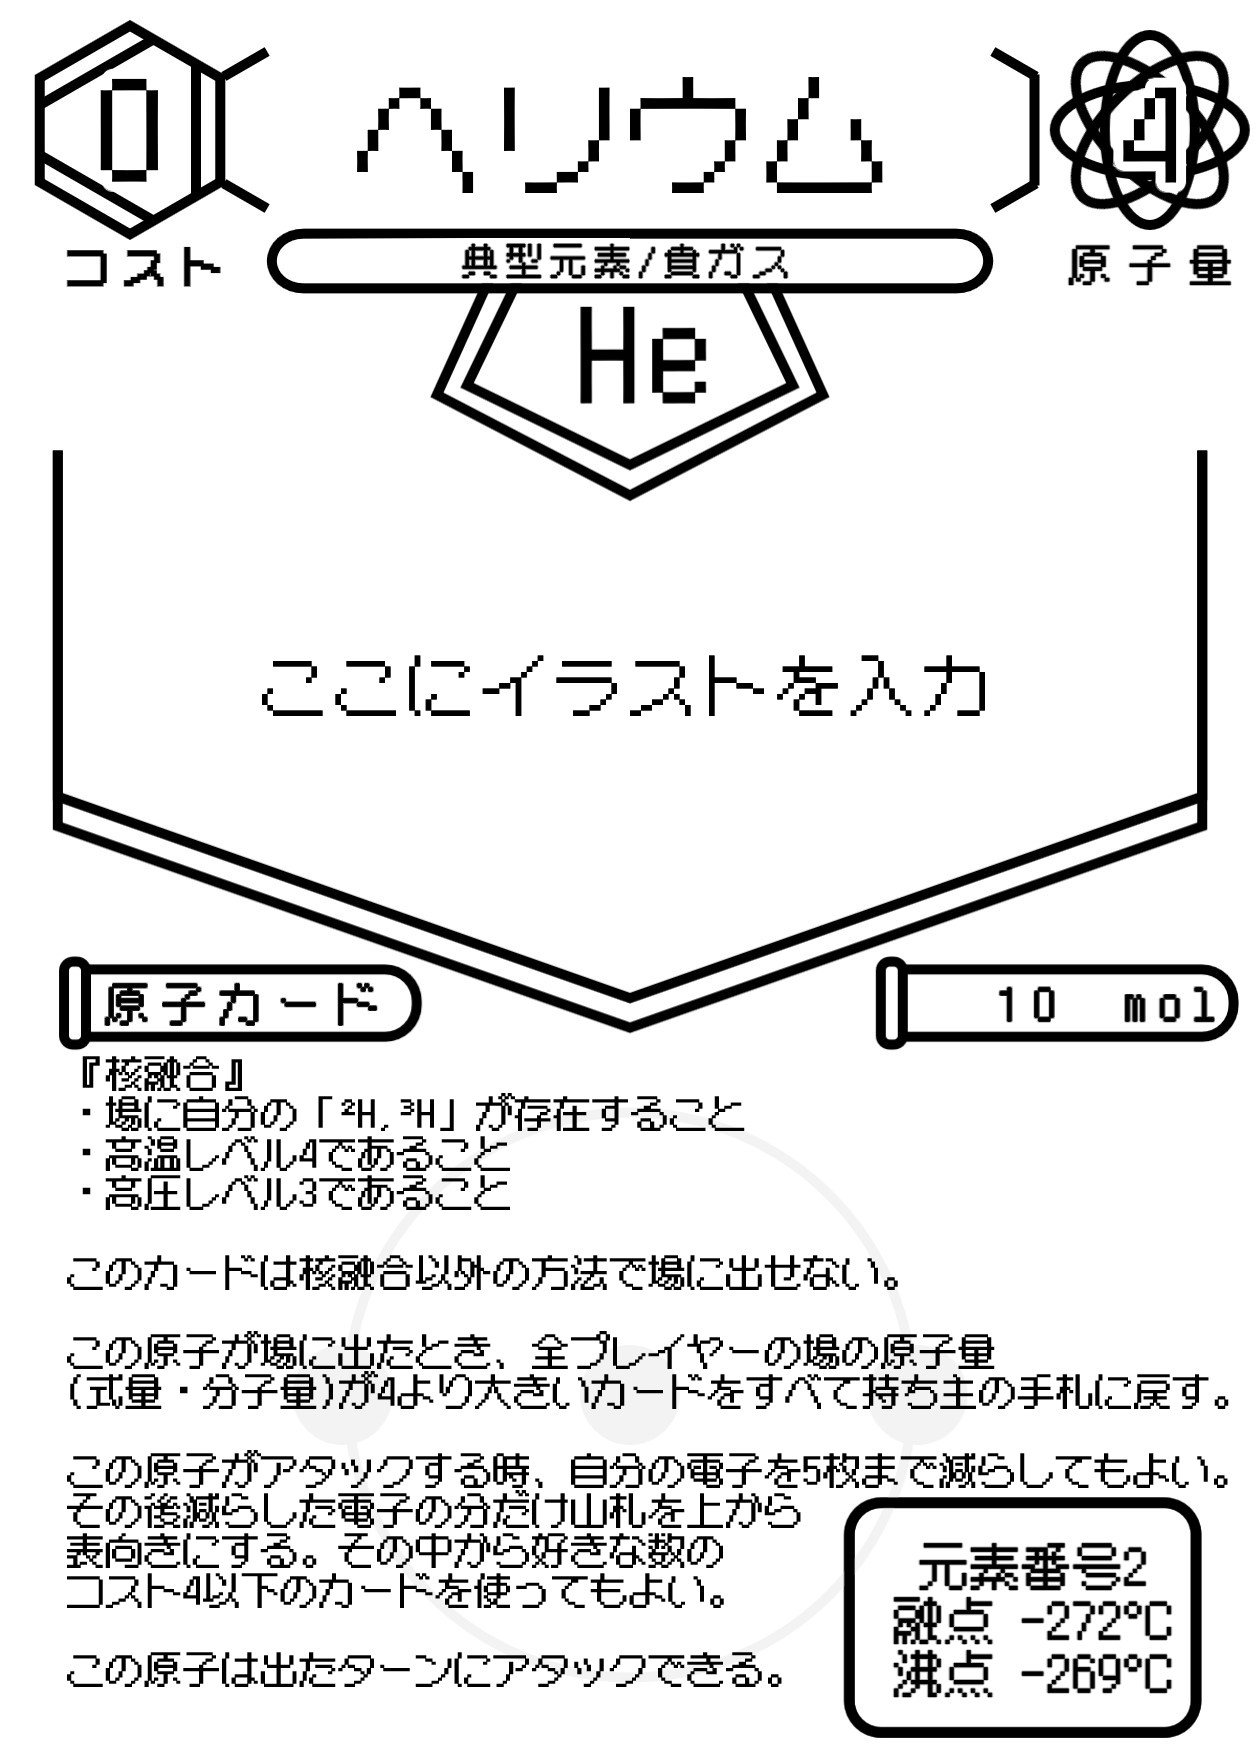 0
ヘリウム
4
コスト
典型元素/貴ガス
原子量
He
ここにイラストを入力
原子カード
10 mol
『核融合』
・場に自分の「²H, ³H」が存在すること
・高温レベル4であること
・高圧レベル3であること
このカードは核融合以外の方法で場に出せない。
この原子が場に出たとき、全プレイヤーの場の原子量
(式量・分子量)が4より大きいカードをすべて持ち主の手札に戻す。
この原子がアタックする時、自分の電子を5枚まで減らしてもよい。
その後減らした電子の分だけ山札を上から
表向きにする。その中から好きな数の
コスト4以下のカードを使ってもよい。
この原子は出たターンにアタックできる。
元素番号2
融点 -272℃
沸点 -269℃